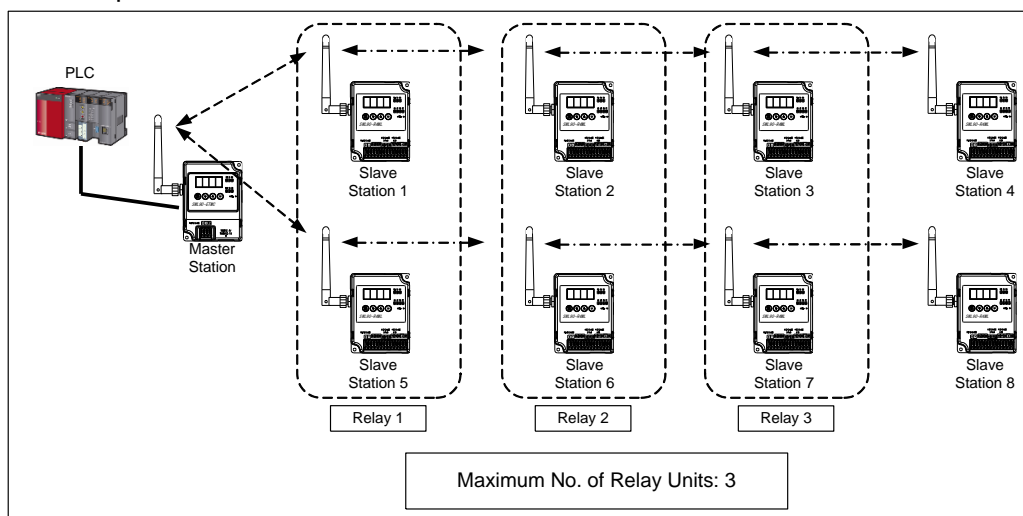 PLC
Master
Station
Slave
Station 1
Slave
Station 2
Slave
Station 3
Slave
Station 4
Slave
Station 5
Slave
Station 6
Slave
Station 7
Slave
Station 8
Relay 1
Relay 2
Relay 3
Maximum No. of Relay Units: 3